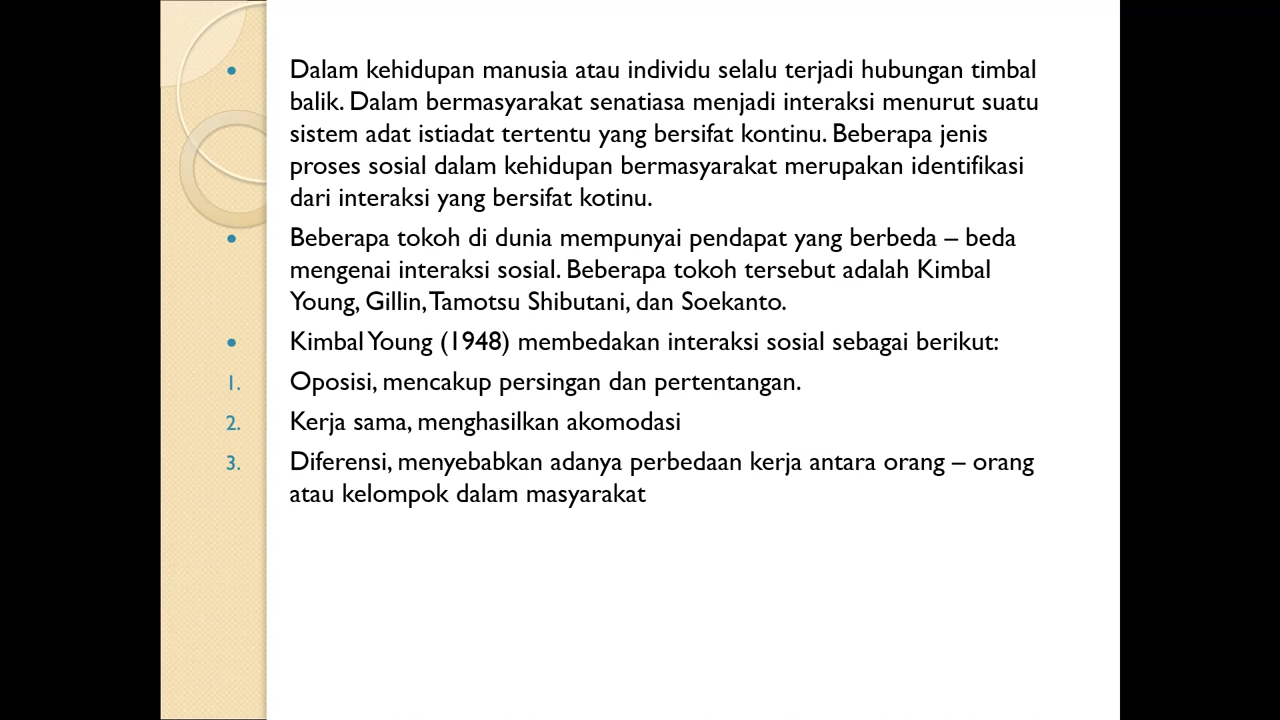 • Dalam kehidupan manusia atau individu selalu terjadi hubungan timbal
balik. Dalam bermasyarakat senatiasa menjadi interaksi menurut suatu
sistem adat istiadat tertentu yang bersifat kontinu. Beberapa jenis
proses sosial dalam kehidupan bermasyarakat merupakan identifikasi
dari interaksi yang bersifat kotinu.
• Beberapa tokoh di dunia mempunyai pendapat yang berbeda – beda
mengenai interaksi sosial. Beberapa tokoh tersebut adalah Kimbal
Young, Gillin, Tamotsu Shibutani, dan Soekanto.
• Kimbal Young (1948) membedakan interaksi sosial sebagai berikut:
1. Oposisi, mencakup persingan dan pertentangan.
2. Kerja sama, menghasilkan akomodasi
3. Diferensi, menyebabkan adanya perbedaan kerja antara orang – orang
atau kelompok dalam masyarakat